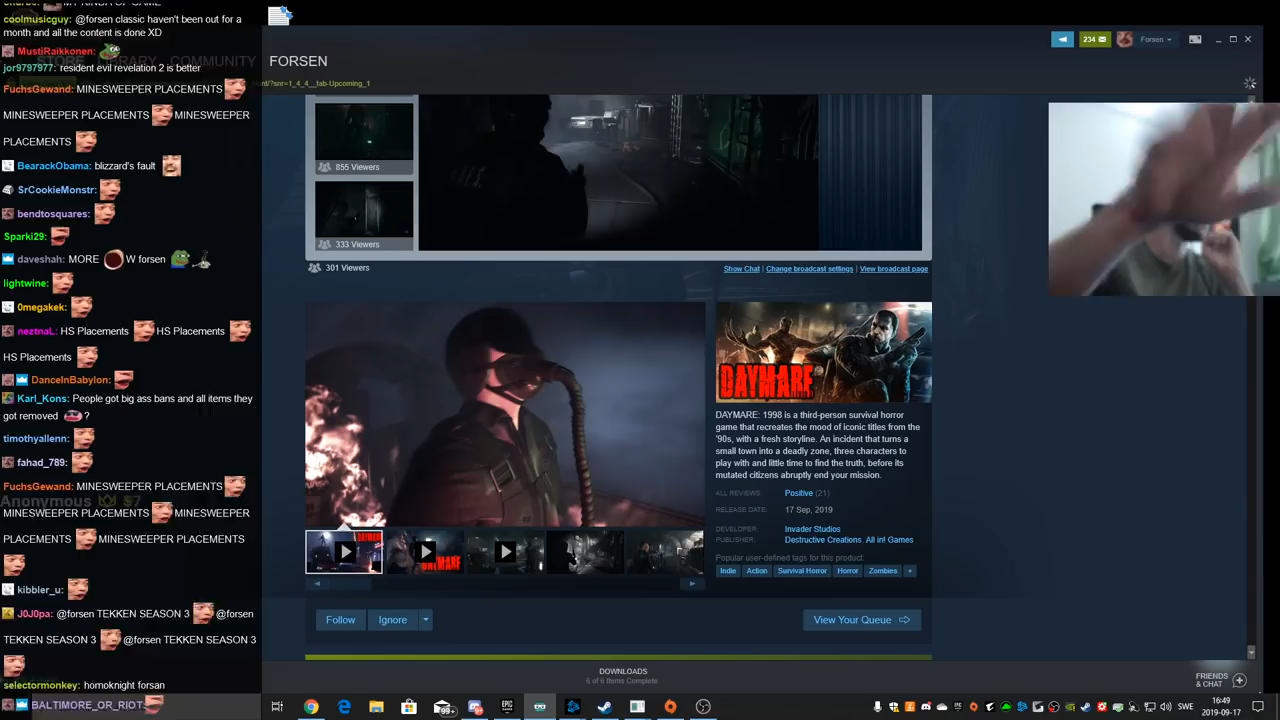 coolmusicguy: @forsen classic haven't been out for a
month and all the content is done XD
MustiRaikkonen:
jor9797977: resident evil revelation 2 is better
FuchsGewand: MINESWEEPER PLACEMENTS
MINESWEEPER PLACEMENTS MINESWEEPER
PLACEMENTS
BearackObama: blizzard's fault
SrCookieMonstr:
bendtosquares:
Sparki29:
daveshah: MORE W forsen
lightwine:
0megakek:
neztnaL: HS Placements HS Placements
HS Placements
DanceInBabylon:
Karl_Kons: People got big ass bans and all items they
got removed ?
timothyallenn:
fahad_789:
FuchsGewand: MINESWEEPER PLACEMENTS
Anonymous $7
MINESWEEPER PLACEMENTS MINESWEEPER
PLACEMENTS MINESWEEPER PLACEMENTS
kibbler_u:
J0J0pa: @forsen TEKKEN SEASON 3 @forsen
TEKKEN SEASON 3 @forsen TEKKEN SEASON 3
selectormonkey: homoknight forsan
BALTIMORE_OR_RIOT:
STORE LIBRARY COMMUNITY FORSEN
234
Forsen
ml/?snr=1_4_4__tab-Upcoming_1
855 Viewers
333 Viewers
301 Viewers
Show Chat | Change broadcast settings | View broadcast page
DAYMARE
DAYMARE: 1998 is a third-person survival horror
game that recreates the mood of iconic titles from the
'90s, with a fresh storyline. An incident that turns a
small town into a deadly zone, three characters to
play with and little time to find the truth, before its
mutated citizens abruptly end your mission.
ALL REVIEWS: Positive (21)
RELEASE DATE: 17 Sep, 2019
DEVELOPER: Invader Studios
PUBLISHER: Destructive Creations, All in! Games
Popular user-defined tags for this product:
Indie Action Survival Horror Horror Zombies +
Follow
Ignore
View Your Queue
DOWNLOADS
6 of 6 Items Complete
FRIENDS
& CHAT
99+
SWE
16:49
2019-09-17